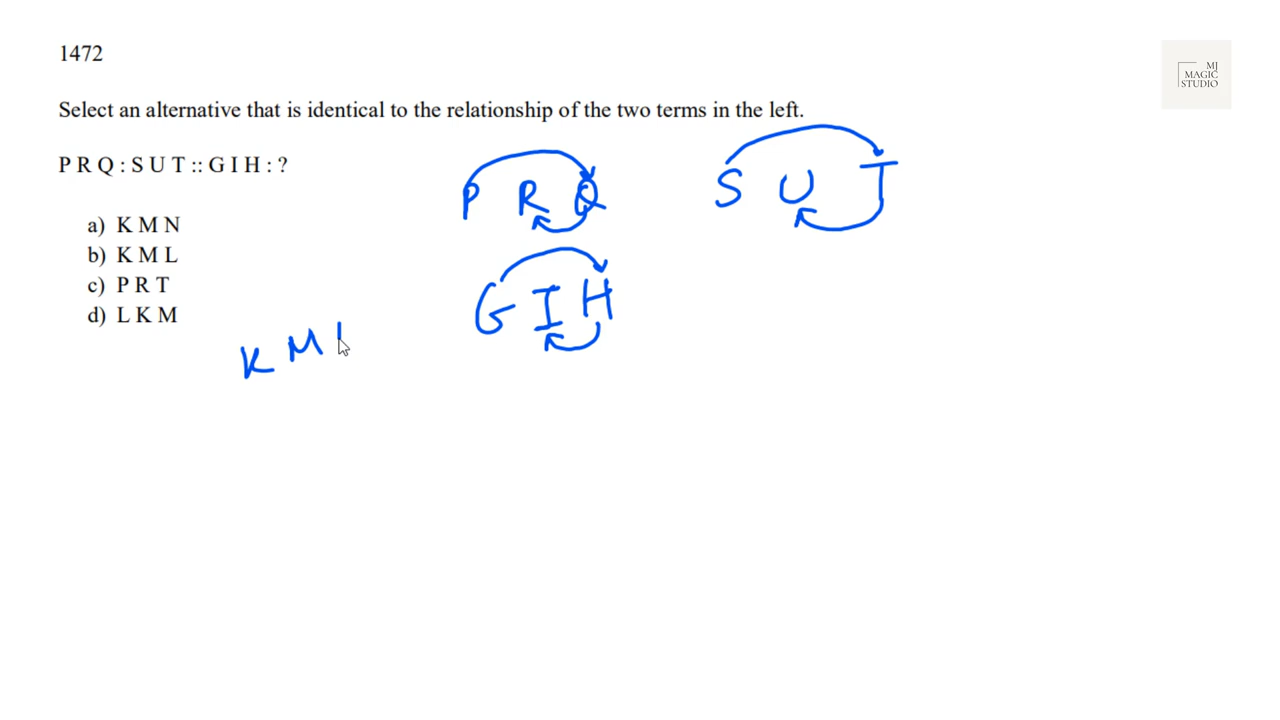 1472
MJ
MAGIC
STUDIO
Select an alternative that is identical to the relationship of the two terms in the left.
P R Q : S U T :: G I H : ?
P R Q
S U T
a) K M N
b) K M L
c) P R T
d) L K M
G I H
K M